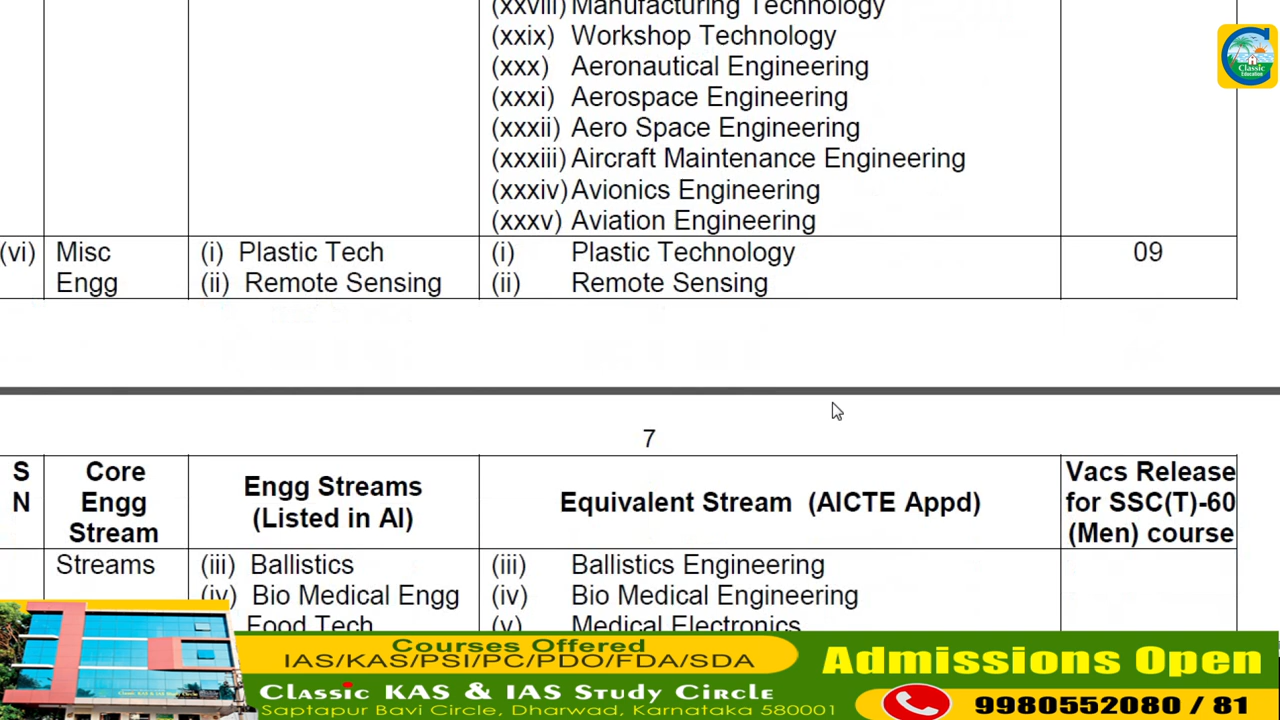 (xxviii) Manufacturing Technology
(xxix) Workshop Technology
(xxx) Aeronautical Engineering
(xxxi) Aerospace Engineering
(xxxii) Aero Space Engineering
(xxxiii) Aircraft Maintenance Engineering
(xxxiv) Avionics Engineering
(xxxv) Aviation Engineering
Classic
Education
(vi) Misc (i) Plastic Tech (i) Plastic Technology 09
Engg (ii) Remote Sensing (ii) Remote Sensing
7
S Core Engg Streams Equivalent Stream (AICTE Appd) Vacs Release
N Engg (Listed in AI) for SSC(T)-60
Stream (Men) course
Streams (iii) Ballistics (iii) Ballistics Engineering
(iv) Bio Medical Engg (iv) Bio Medical Engineering
Food Tech (v) Medical Electronics
Courses Offered
IAS/KAS/PSI/PC/PDO/FDA/SDA
Admissions Open
Classic KAS & IAS Study Circle
Saptapur Bavi Circle, Dharwad, Karnataka 580001
9980552080 / 81